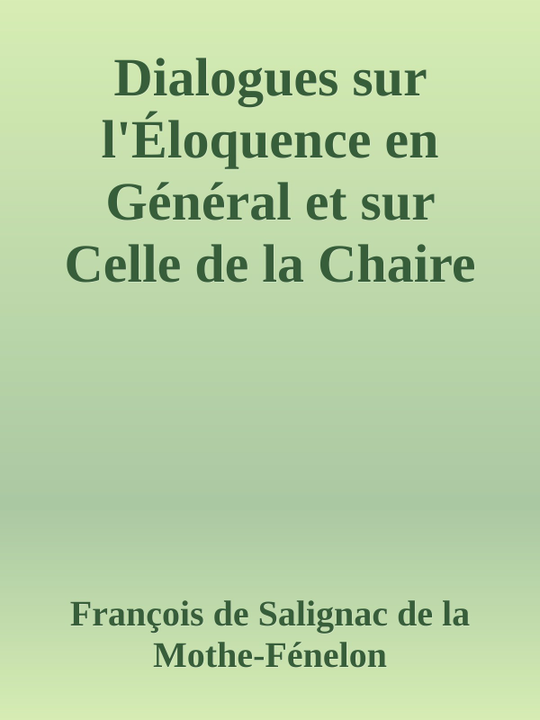 Dialogues sur
l'Éloquence en
Général et sur
Celle de la Chaire
François de Salignac de la
Mothe-Fénelon